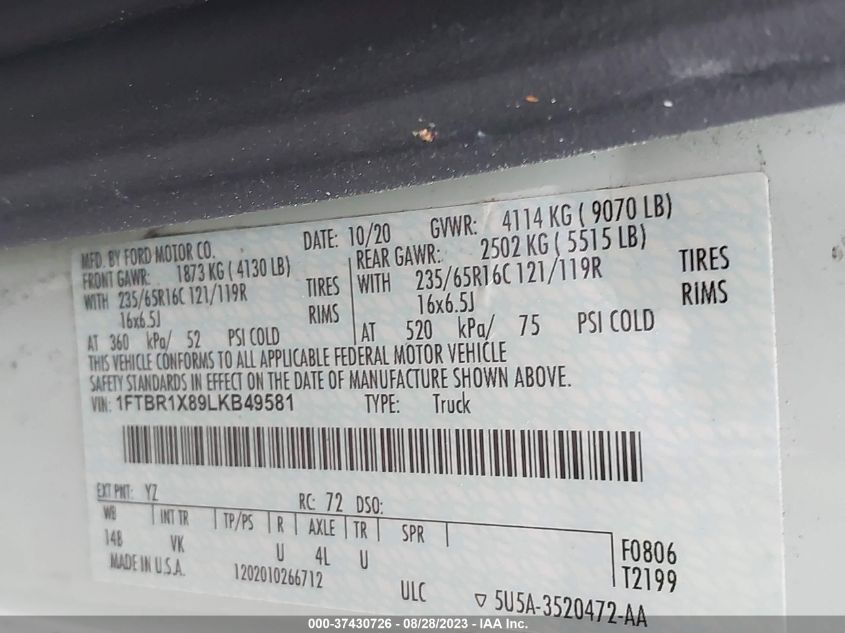 MFD. BY FORD MOTOR CO. DATE: 10/20 GVWR: 4114 KG ( 9070 LB)
FRONT GAWR: 1873 KG ( 4130 LB) REAR GAWR: 2502 KG ( 5515 LB)
WITH 235/65R16C 121/119R TIRES WITH 235/65R16C 121/119R TIRES
16x6.5J RIMS 16x6.5J RIMS
AT 360 kPa/ 52 PSI COLD AT 520 kPa/ 75 PSI COLD
THIS VEHICLE CONFORMS TO ALL APPLICABLE FEDERAL MOTOR VEHICLE
SAFETY STANDARDS IN EFFECT ON THE DATE OF MANUFACTURE SHOWN ABOVE.
VIN: 1FTBR1X89LKB49581 TYPE: Truck
EXT PNT: YZ RC: 72 DSO:
WB INT TR TP/PS R AXLE TR SPR
148 VK U 4L U F0806
MADE IN U.S.A. 1202010266712 ULC T2199
▽ 5U5A-3520472-AA
000-37430726 - 08/28/2023 - IAA Inc.